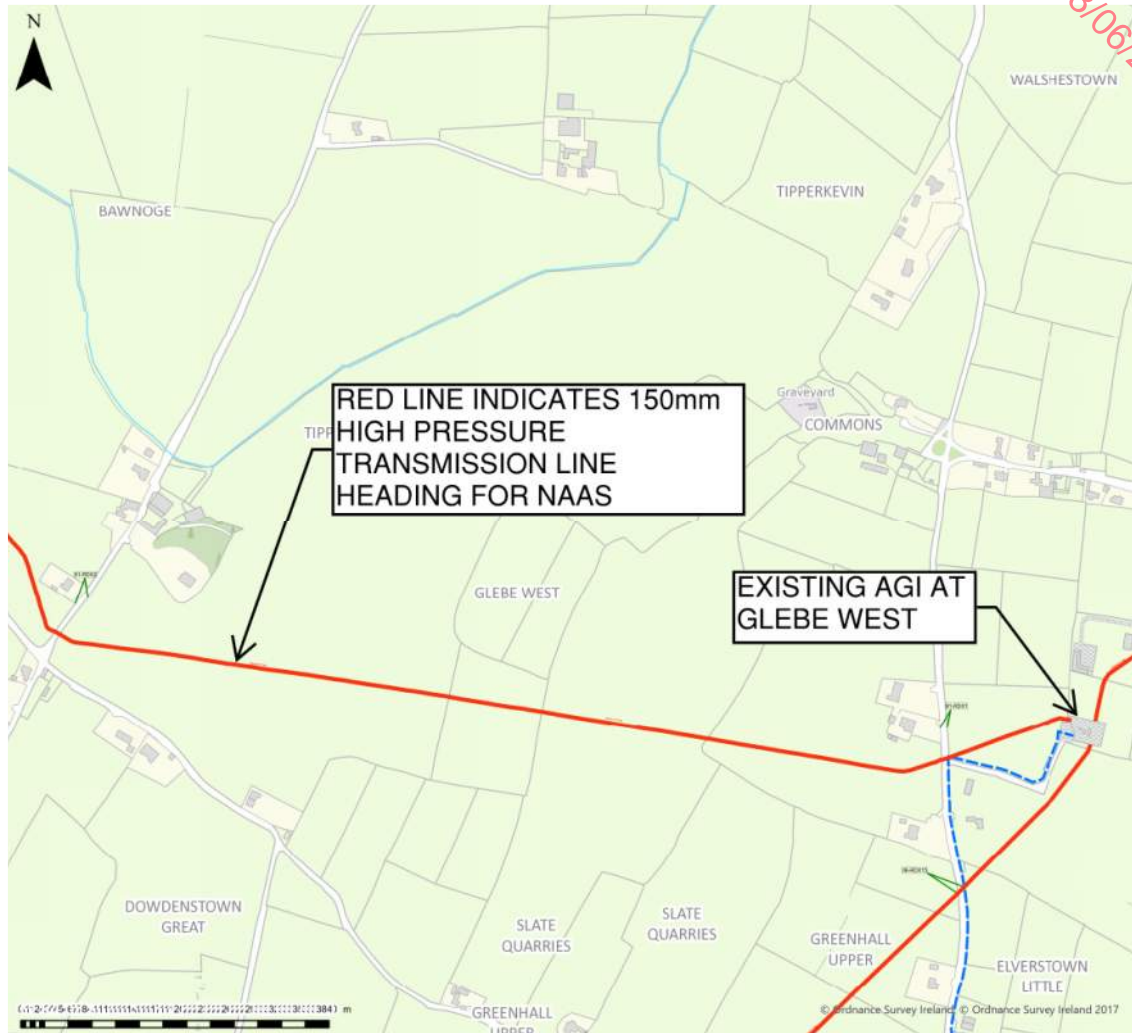 N
WALSHESTOWN
TIPPERKEVIN
BAWNOGE
RED LINE INDICATES 150mm
HIGH PRESSURE
TRANSMISSION LINE
HEADING FOR NAAS
Graveyard
COMMONS
EXISTING AGI AT
GLEBE WEST
GLEBE WEST
DOWDENSTOWN
GREAT
SLATE
QUARRIES
SLATE
QUARRIES
GREENHALL
UPPER
ELVERSTOWN
LITTLE
GREENHALL
UPPER
m
© Ordnance Survey Ireland, © Ordnance Survey Ireland 2017